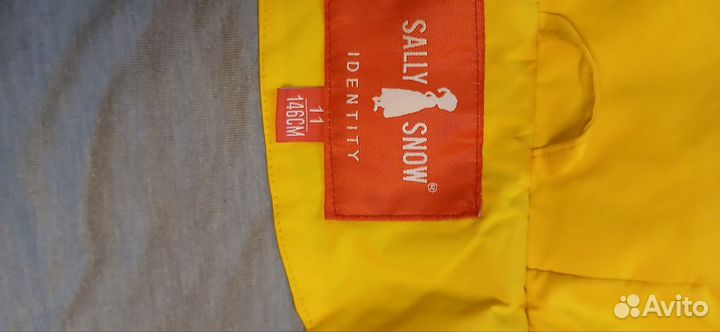 SALLY SNOW®
IDENTITY
11
146CM
Avito